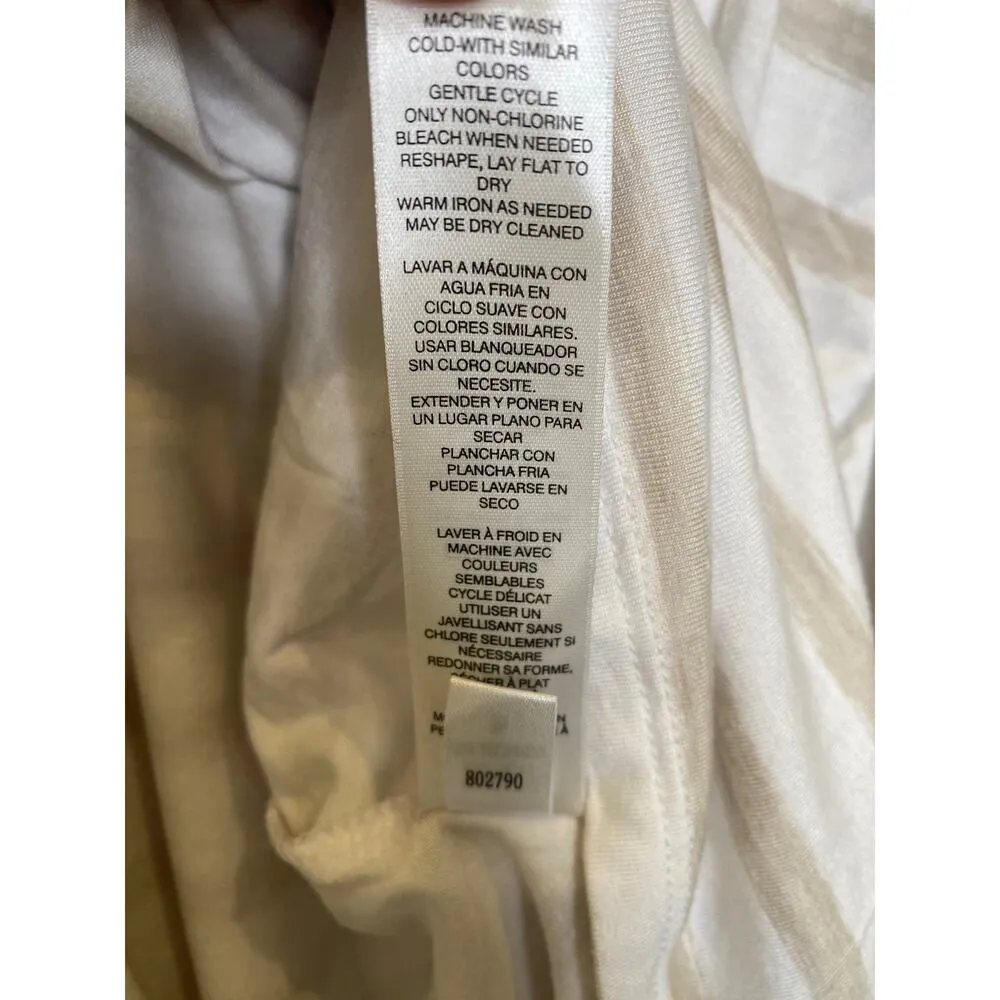 MACHINE WASH
COLD-WITH SIMILAR
COLORS
GENTLE CYCLE
ONLY NON-CHLORINE
BLEACH WHEN NEEDED
RESHAPE, LAY FLAT TO
DRY
WARM IRON AS NEEDED
MAY BE DRY CLEANED
LAVAR A MÁQUINA CON
AGUA FRIA EN
CICLO SUAVE CON
COLORES SIMILARES.
USAR BLANQUEADOR
SIN CLORO CUANDO SE
NECESITE.
EXTENDER Y PONER EN
UN LUGAR PLANO PARA
SECAR
PLANCHAR CON
PLANCHA FRIA
PUEDE LAVARSE EN
SECO
LAVER À FROID EN
MACHINE AVEC
COULEURS
SEMBLABLES
CYCLE DÉLICAT
UTILISER UN
JAVELLISANT SANS
CHLORE SEULEMENT SI
NÉCESSAIRE
REDONNER SA FORME.
SÉCHER À PLAT
802790